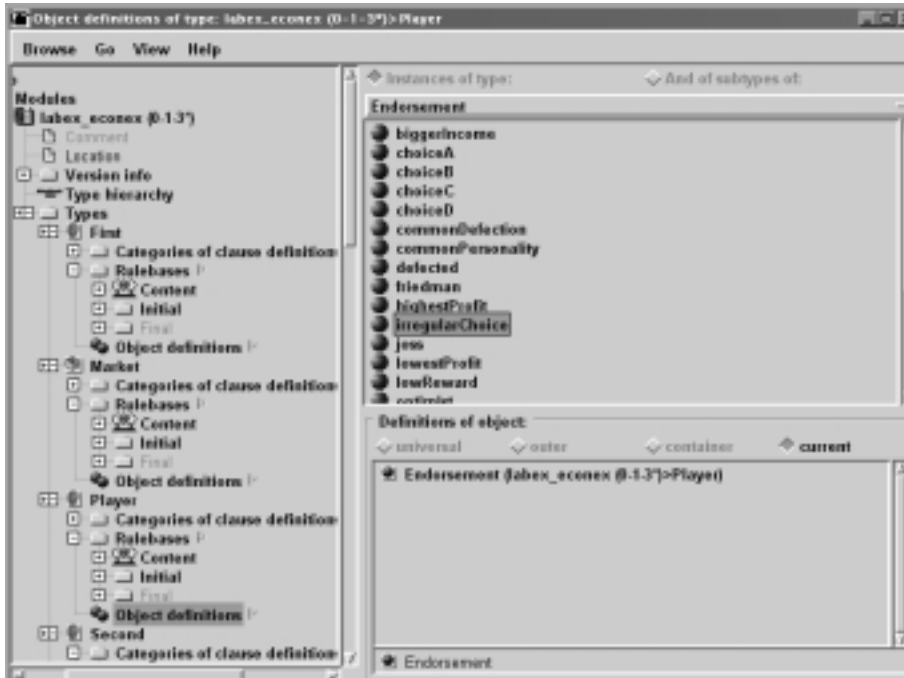 Object definitions of type: labex_econex (0-1-3*)>Player
Browse Go View Help
Modules
labex_econex (0-1-3*)
Comment
Location
Version info
Type hierarchy
Types
First
Categories of clause definition
Rulebases
Content
Initial
Final
Object definitions
Market
Categories of clause definition
Rulebases
Content
Initial
Final
Object definitions
Player
Categories of clause definition
Rulebases
Content
Initial
Final
Object definitions
Second
Categories of clause definition
Instances of type: And of subtypes of:
Endorsement
biggerIncome
choiceA
choiceB
choiceC
choiceD
commonDefection
commonPersonality
defected
friedman
highestProfit
irregularChoice
jess
lowestProfit
lowReward
optimist
Definitions of object:
universal outer container current
Endorsement (labex_econex (0-1-3*)>Player)
Endorsement